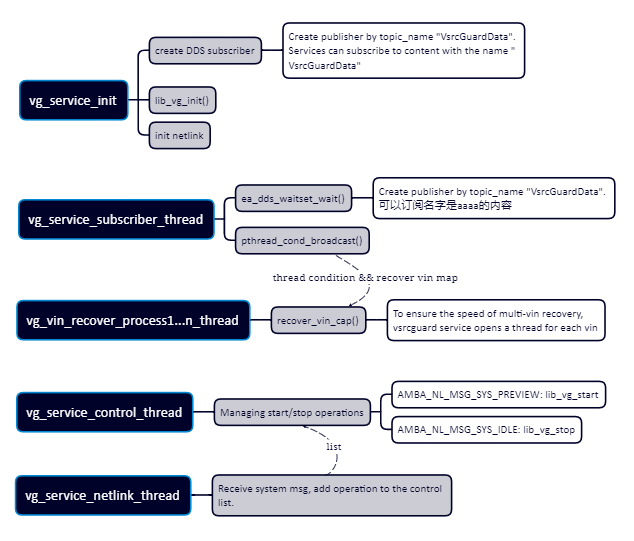 Create publisher by topic_name "VsrcGuardData".
Services can subscribe to content with the name "
VsrcGuardData"
create DDS subscriber
vg_service_init
lib_vg_init()
init netlink
ea_dds_waitset_wait()
Create publisher by topic_name "VsrcGuardData".
可以订阅名字是aaaa的内容
vg_service_subscriber_thread
pthread_cond_broadcast()
thread condition && recover vin map
vg_vin_recover_process1...n_thread
recover_vin_cap()
To ensure the speed of multi-vin recovery,
vsrcguard service opens a thread for each vin
AMBA_NL_MSG_SYS_PREVIEW: lib_vg_start
vg_service_control_thread
Managing start/stop operations
AMBA_NL_MSG_SYS_IDLE: lib_vg_stop
list
vg_service_netlink_thread
Receive system msg, add operation to the control
list.